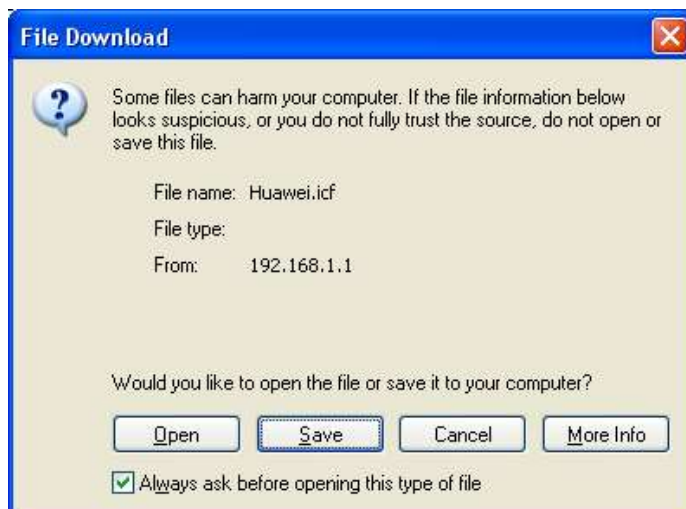 File Download
Some files can harm your computer. If the file information below
looks suspicious, or you do not fully trust the source, do not open or
save this file.
File name: Huawei.icf
File type:
From: 192.168.1.1
Would you like to open the file or save it to your computer?
Open Save Cancel More Info
Always ask before opening this type of file